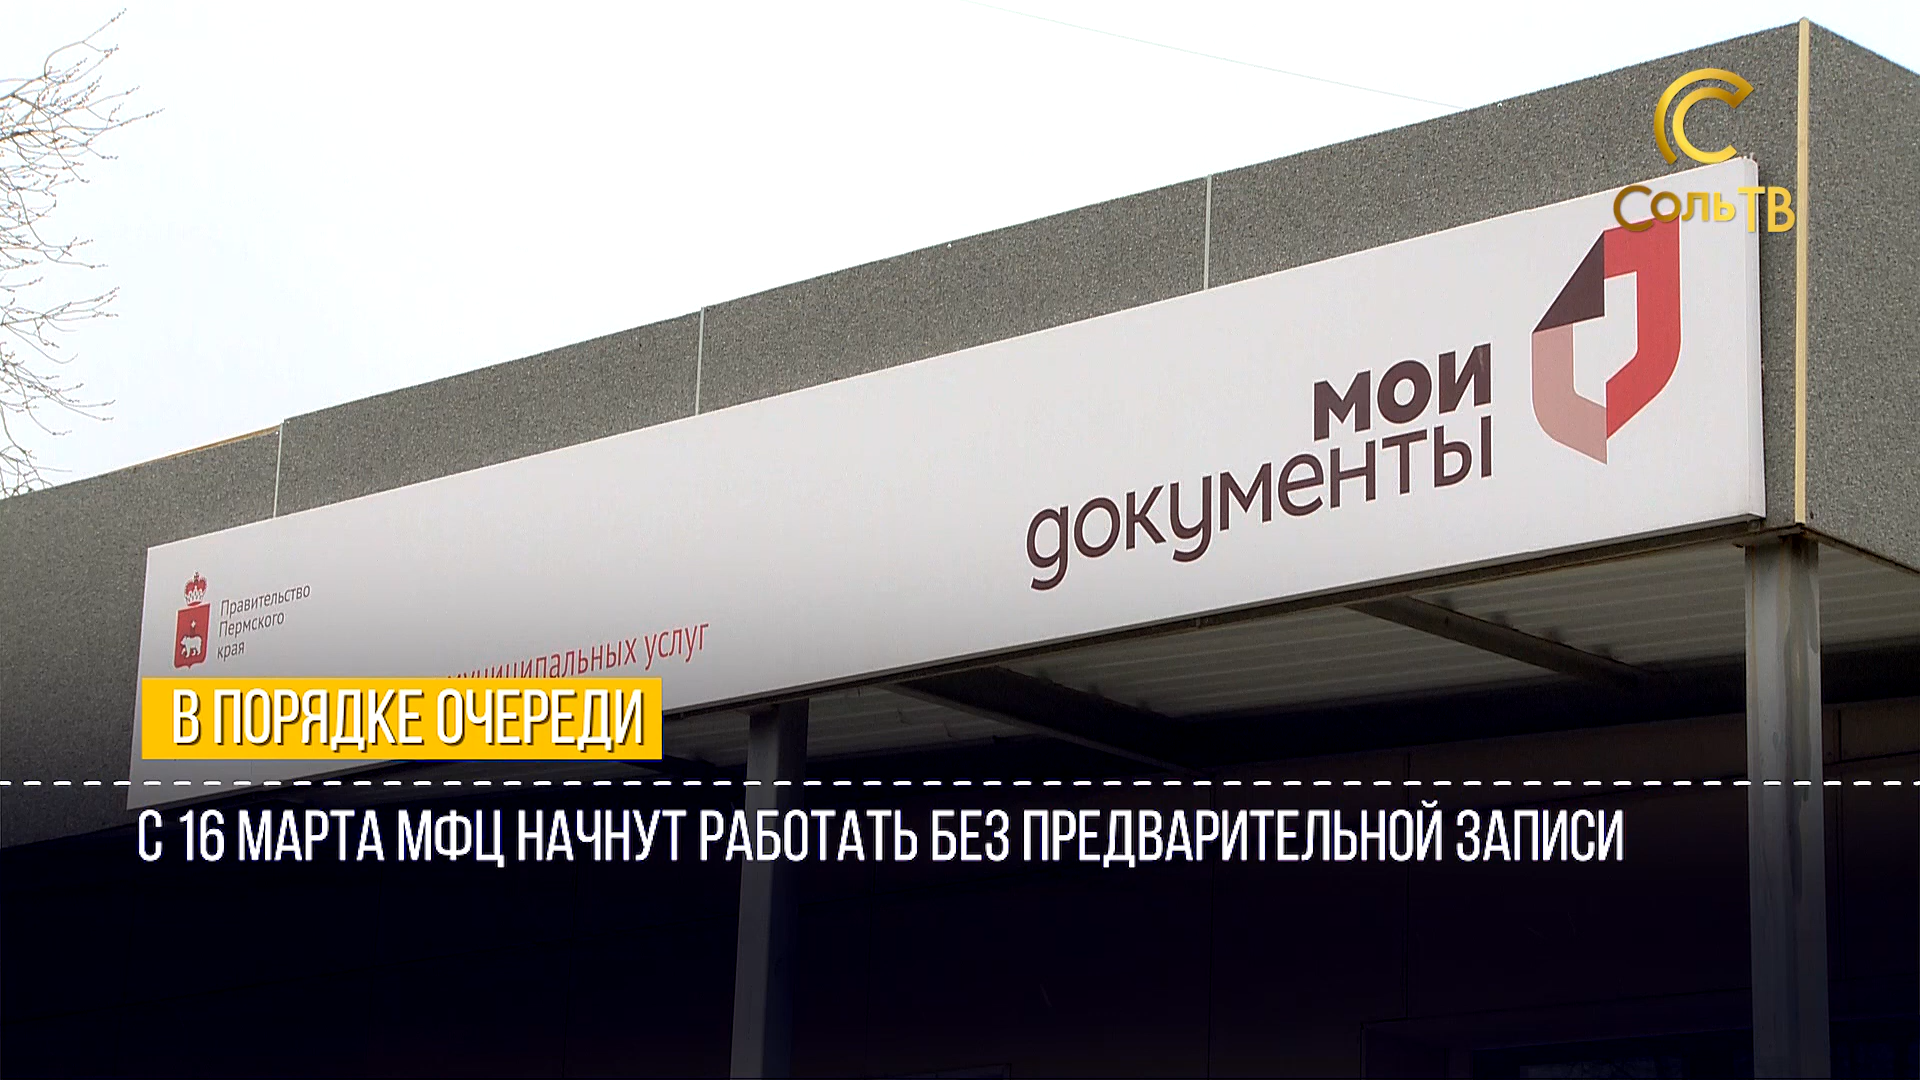 СОЛЬТВ
МОИ
ДОКУМЕНТЫ
Правительство
Пермского
края
муниципальных услуг
В ПОРЯДКЕ ОЧЕРЕДИ
С 16 МАРТА МФЦ НАЧНУТ РАБОТАТЬ БЕЗ ПРЕДВАРИТЕЛЬНОЙ ЗАПИСИ